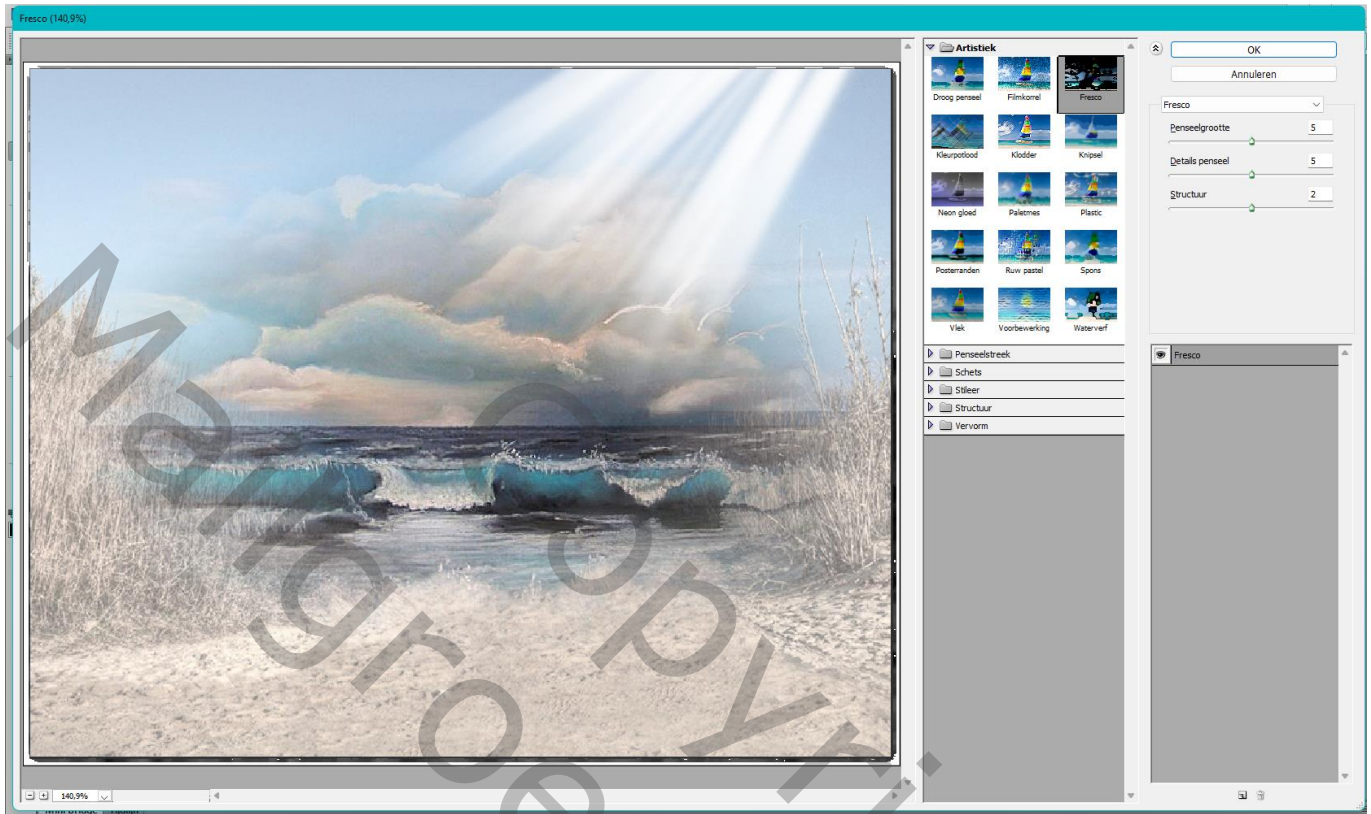 Fresco (140,9%)
Artistiek
Droog penseel
Filmkorrel
Fresco
Kleurpotlood
Klodder
Knipsel
Neon gloed
Paletmes
Plastic
Posterranden
Ruw pastel
Spons
Vlek
Voorbewerking
Waterverf
Penseelstreek
Schets
Stileer
Structuur
Vervorm
OK
Annuleren
Fresco
Penseelgrootte 5
Details penseel 5
Structuur 2
Fresco
140,9%